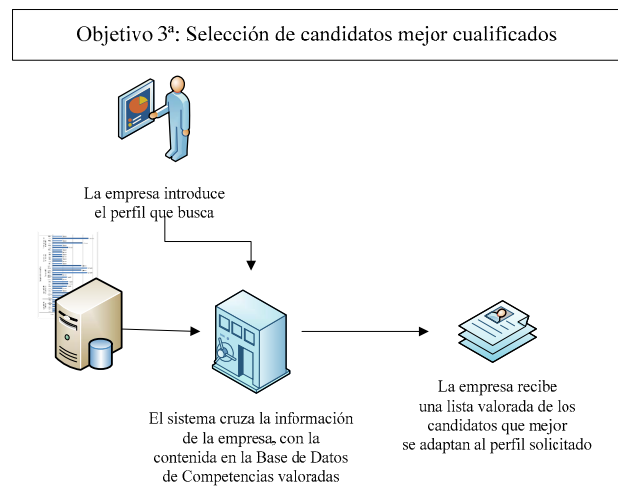 Objetivo 3ª: Selección de candidatos mejor cualificados
La empresa introduce
el perfil que busca
El sistema cruza la información
de la empresa, con la
contenida en la Base de Datos
de Competencias valoradas
La empresa recibe
una lista valorada de los
candidatos que mejor
se adaptan al perfil solicitado